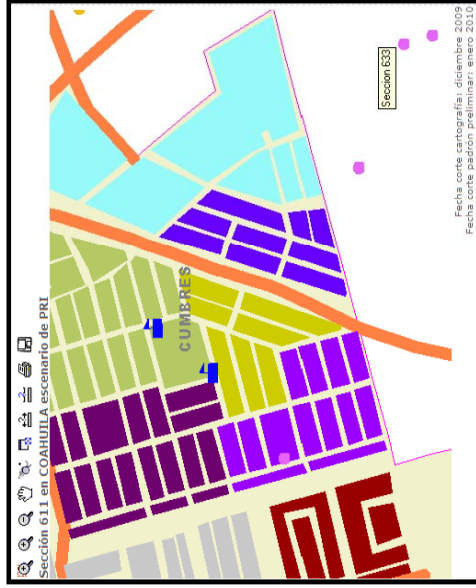 Sección 611 en COAHUILA escenario de PRI
CUMBRES
Seccion 633
Fecha corte cartografía: diciembre 2009
Fecha corte padrón preliminar: enero 2010